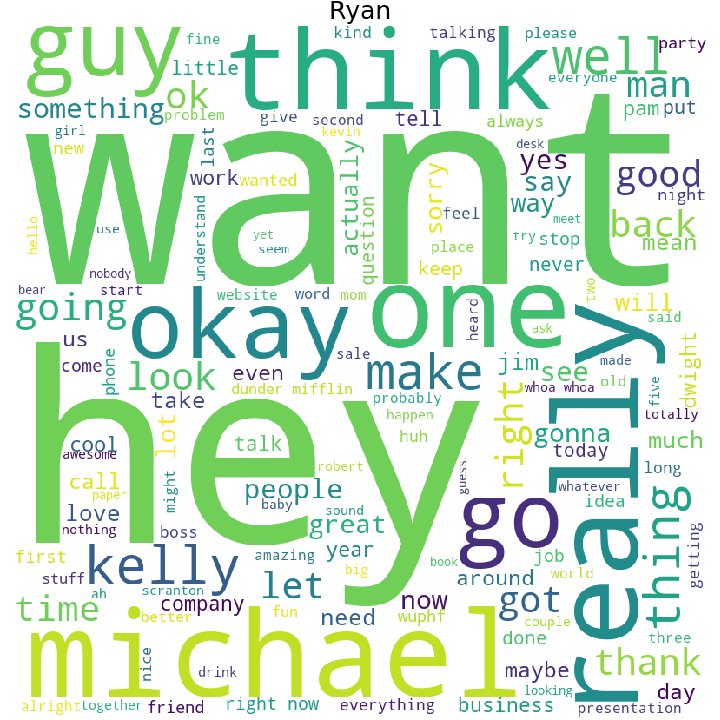 Ryan
guy
think
well
want
hey
okay
one
really
michael
kelly
go
make
kind
talking
please
party
fine
little
everyone
man
ok
something
problem
give
second
tell
always
pam
put
girl
new
last
kevin
desk
yes
good
work
wanted
actually
sorry
say
night
hello
use
understand
yet
seem
question
feel
way
back
place
try
meet
stop
mean
keep
never
nobody
bear
start
website
word
mom
two
will
going
heard
ask
said
us
look
sale
even
jim
see
made
old
dwight
come
phone
take
dunder mifflin
probably
whoa whoa
five
totally
happen
right
gonna
much
lot
cool
talk
huh
today
awesome
call
might
robert
guess
whatever
long
paper
people
baby
sound
idea
love
nothing
boss
great
thing
getting
first
amazing
year
job
stuff
big
book
around
world
ah
scranton
let
time
company
now
got
better
fun
need
wuphf
couple
done
three
nice
drink
maybe
looking
thank
day
alright
together
friend
right now
everything
business
presentation